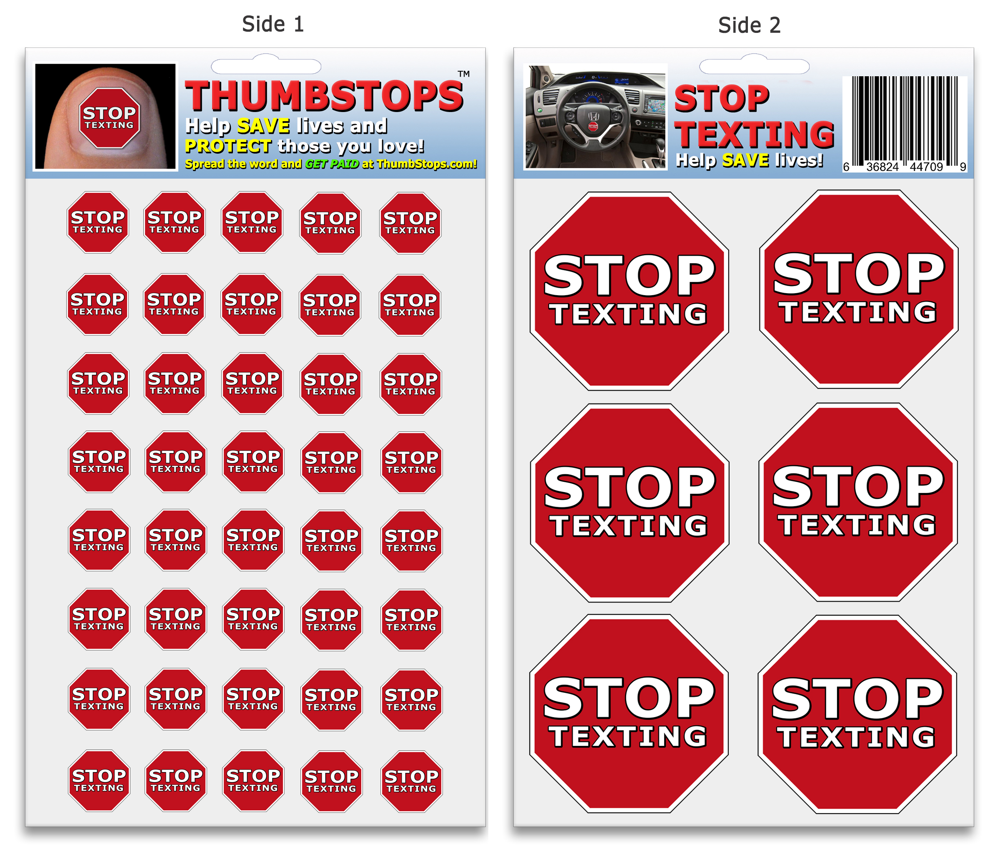 Side 1
STOP
TEXTING
THUMBSTOPS™
Help SAVE lives and
PROTECT those you love!
Spread the word and GET PAID at ThumbStops.com!
STOP STOP STOP STOP STOP
TEXTING TEXTING TEXTING TEXTING TEXTING
STOP STOP STOP STOP STOP
TEXTING TEXTING TEXTING TEXTING TEXTING
STOP STOP STOP STOP STOP
TEXTING TEXTING TEXTING TEXTING TEXTING
STOP STOP STOP STOP STOP
TEXTING TEXTING TEXTING TEXTING TEXTING
STOP STOP STOP STOP STOP
TEXTING TEXTING TEXTING TEXTING TEXTING
STOP STOP STOP STOP STOP
TEXTING TEXTING TEXTING TEXTING TEXTING
STOP STOP STOP STOP STOP
TEXTING TEXTING TEXTING TEXTING TEXTING
STOP STOP STOP STOP STOP
TEXTING TEXTING TEXTING TEXTING TEXTING
Side 2
STOP
STOP
TEXTING
Help SAVE lives!
6 36824 44709 9
STOP STOP
TEXTING TEXTING
STOP STOP
TEXTING TEXTING
STOP STOP
TEXTING TEXTING